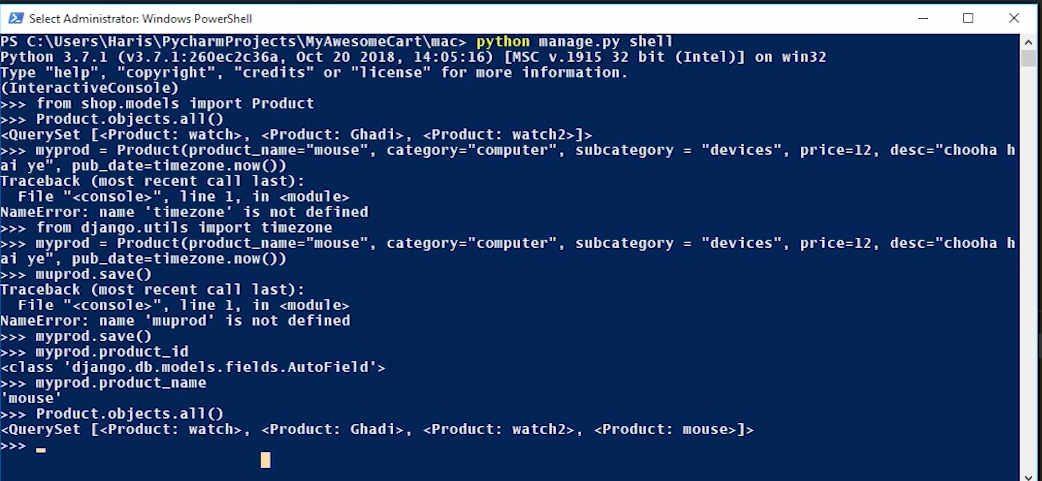 Select Administrator: Windows PowerShell
PS C:\Users\Haris\PycharmProjects\MyAwesomeCart\mac> python manage.py shell
Python 3.7.1 (v3.7.1:260ec2c36a, Oct 20 2018, 14:05:16) [MSC v.1915 32 bit (Intel)] on win32
Type "help", "copyright", "credits" or "license" for more information.
(InteractiveConsole)
>>> from shop.models import Product
>>> Product.objects.all()
<QuerySet [<Product: watch>, <Product: Ghadi>, <Product: watch2>]>
>>> myprod = Product(product_name="mouse", category="computer", subcategory = "devices", price=12, desc="chooha h
ai ye", pub_date=timezone.now())
Traceback (most recent call last):
  File "<console>", line 1, in <module>
NameError: name 'timezone' is not defined
>>> from django.utils import timezone
>>> myprod = Product(product_name="mouse", category="computer", subcategory = "devices", price=12, desc="chooha h
ai ye", pub_date=timezone.now())
>>> muprod.save()
Traceback (most recent call last):
  File "<console>", line 1, in <module>
NameError: name 'muprod' is not defined
>>> myprod.save()
>>> myprod.product_id
<class 'django.db.models.fields.AutoField'>
>>> myprod.product_name
'mouse'
>>> Product.objects.all()
<QuerySet [<Product: watch>, <Product: Ghadi>, <Product: watch2>, <Product: mouse>]>
>>>